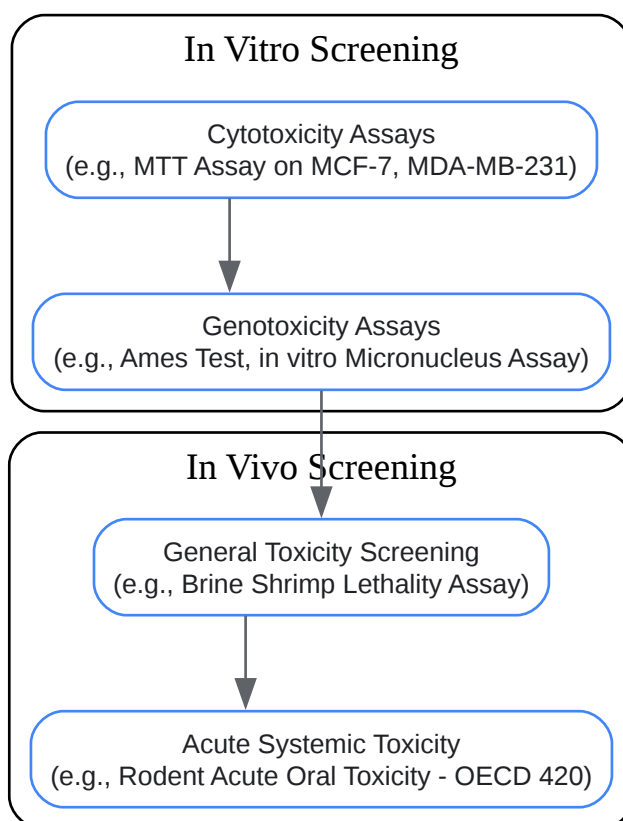 In Vitro Screening
Cytotoxicity Assays
(e.g., MTT Assay on MCF-7, MDA-MB-231)
Genotoxicity Assays
(e.g., Ames Test, in vitro Micronucleus Assay)
In Vivo Screening
General Toxicity Screening
(e.g., Brine Shrimp Lethality Assay)
Acute Systemic Toxicity
(e.g., Rodent Acute Oral Toxicity - OECD 420)